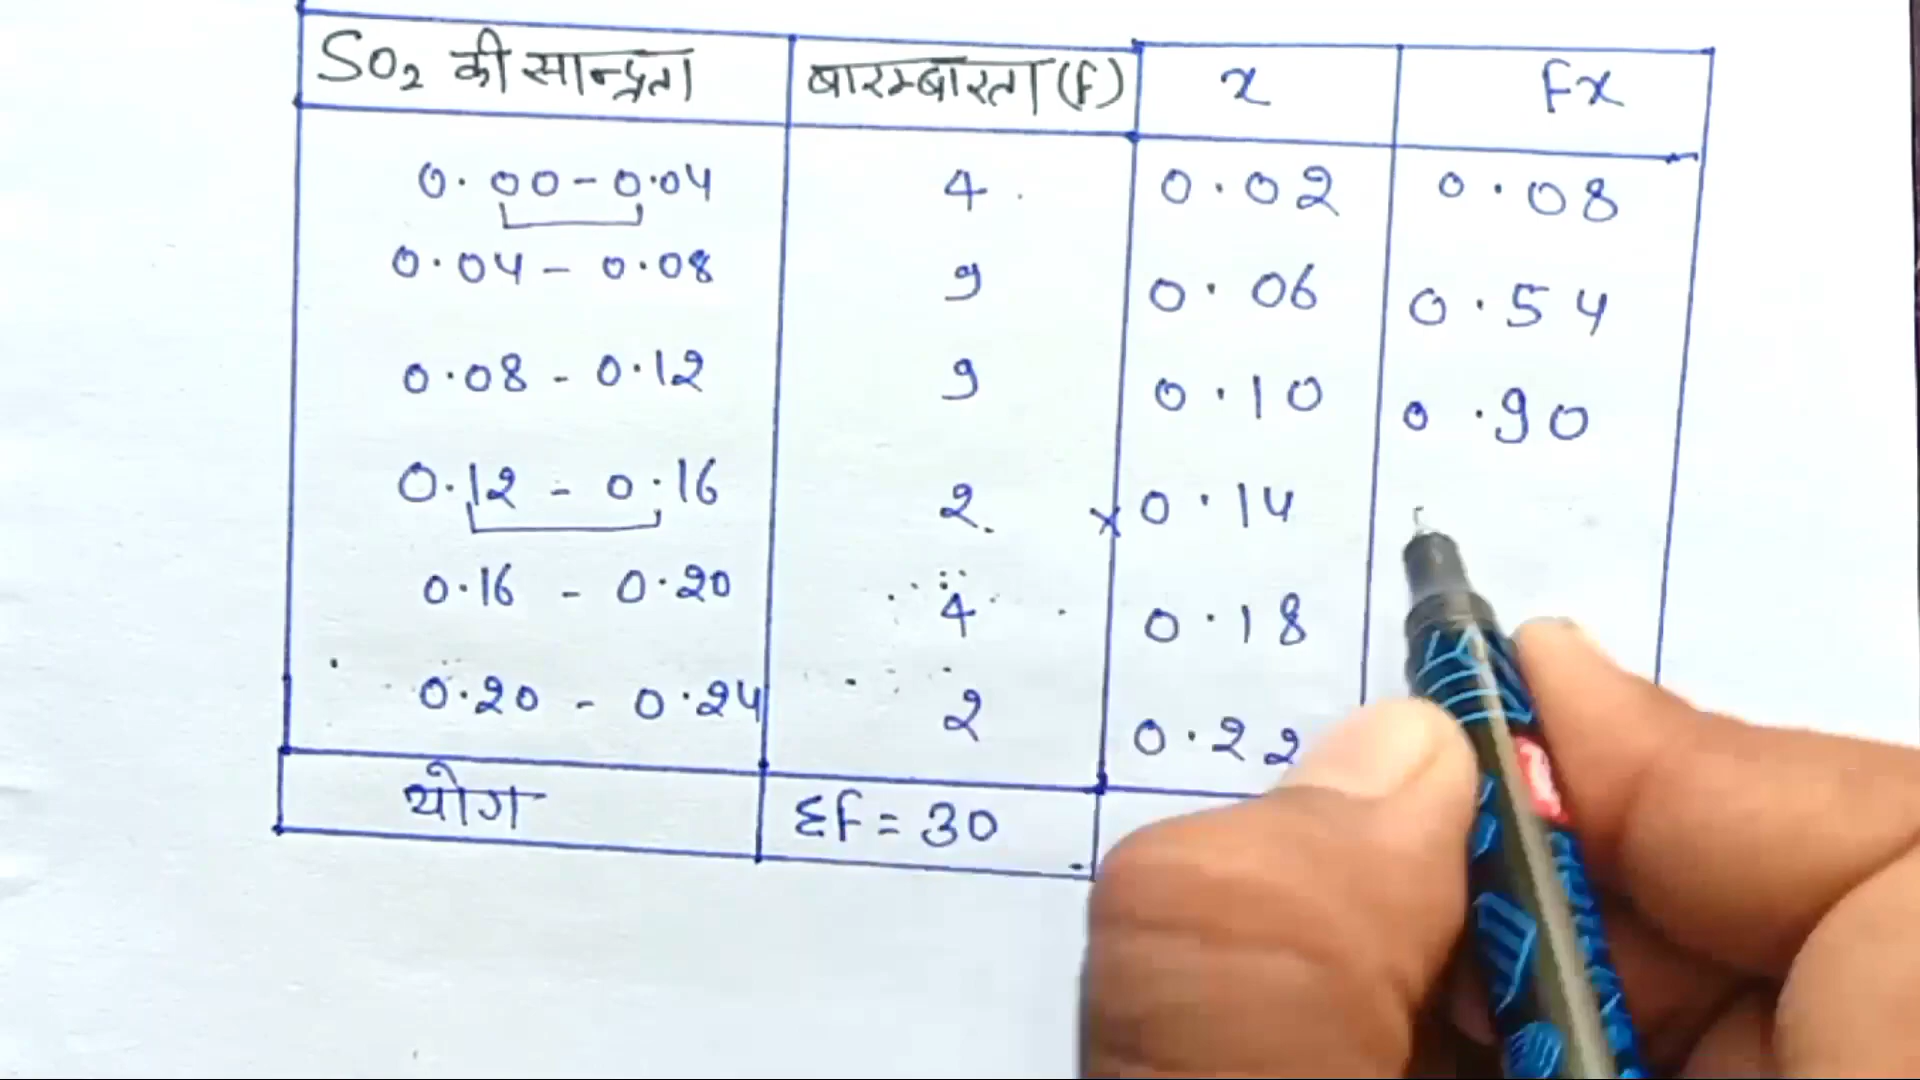 SO₂ की सान्द्रता बारम्बारता (f) x Fx
0.00 - 0.04 4 0.02 0.08
0.04 - 0.08 9 0.06 0.54
0.08 - 0.12 9 0.10 0.90
0.12 - 0.16 2 × 0.14
0.16 - 0.20 4 0.18
0.20 - 0.24 2 0.22
योग Σf = 30